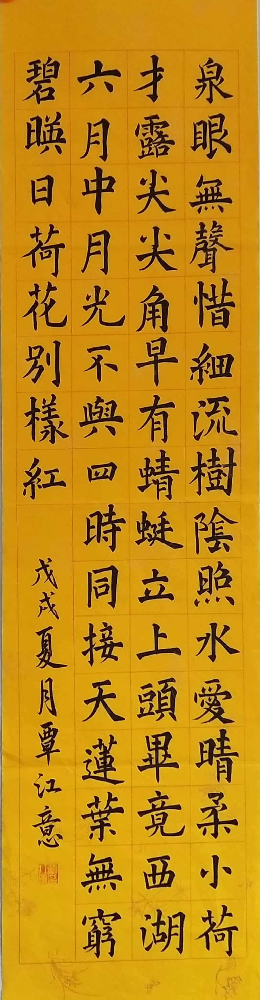 泉眼無聲惜細流樹陰照水愛晴柔小荷
才露尖尖角早有蜻蜓立上頭畢竟西湖
六月中月光不與四時同接天蓮葉無窮
碧暎日荷花別樣紅
戊戌夏月覃江意